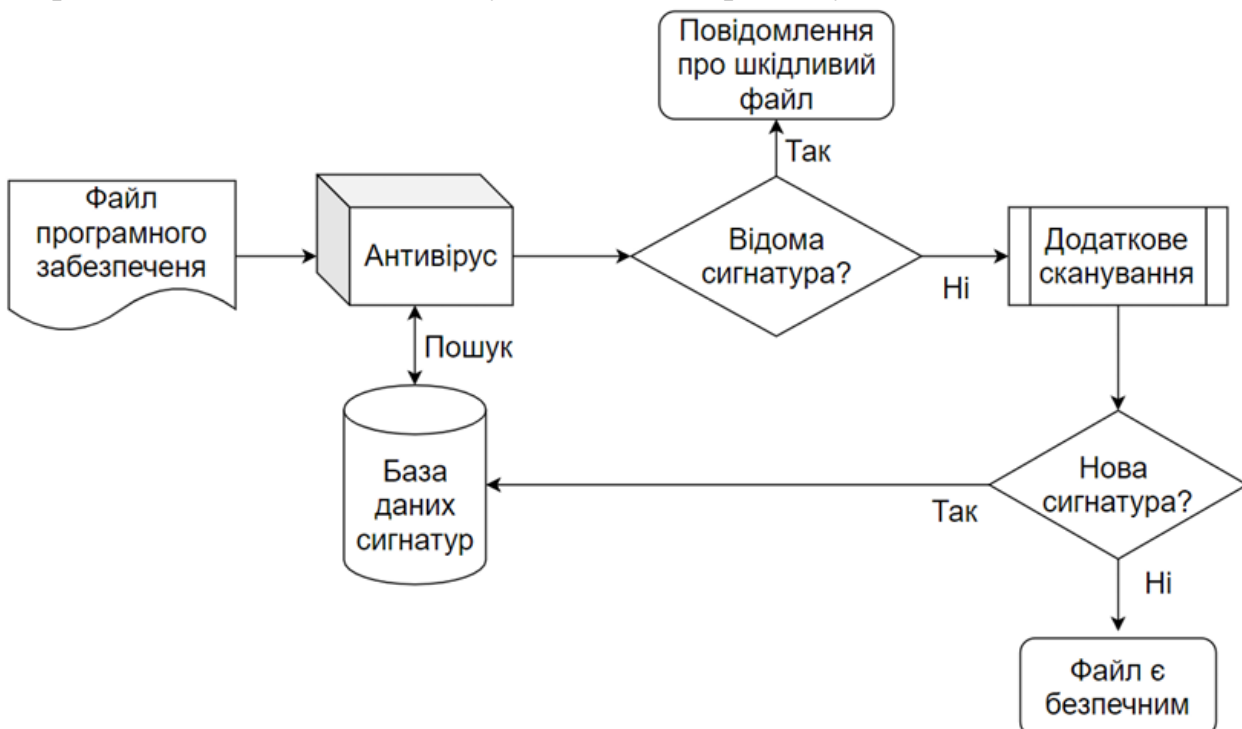 Повідомлення
про шкідливий
файл
Так
Файл
програмного
забезпеченя
Антивірус
Відома
сигнатура?
Ні
Додаткове
сканування
Пошук
База
даних
сигнатур
Так
Нова
сигнатура?
Ні
Файл є
безпечним